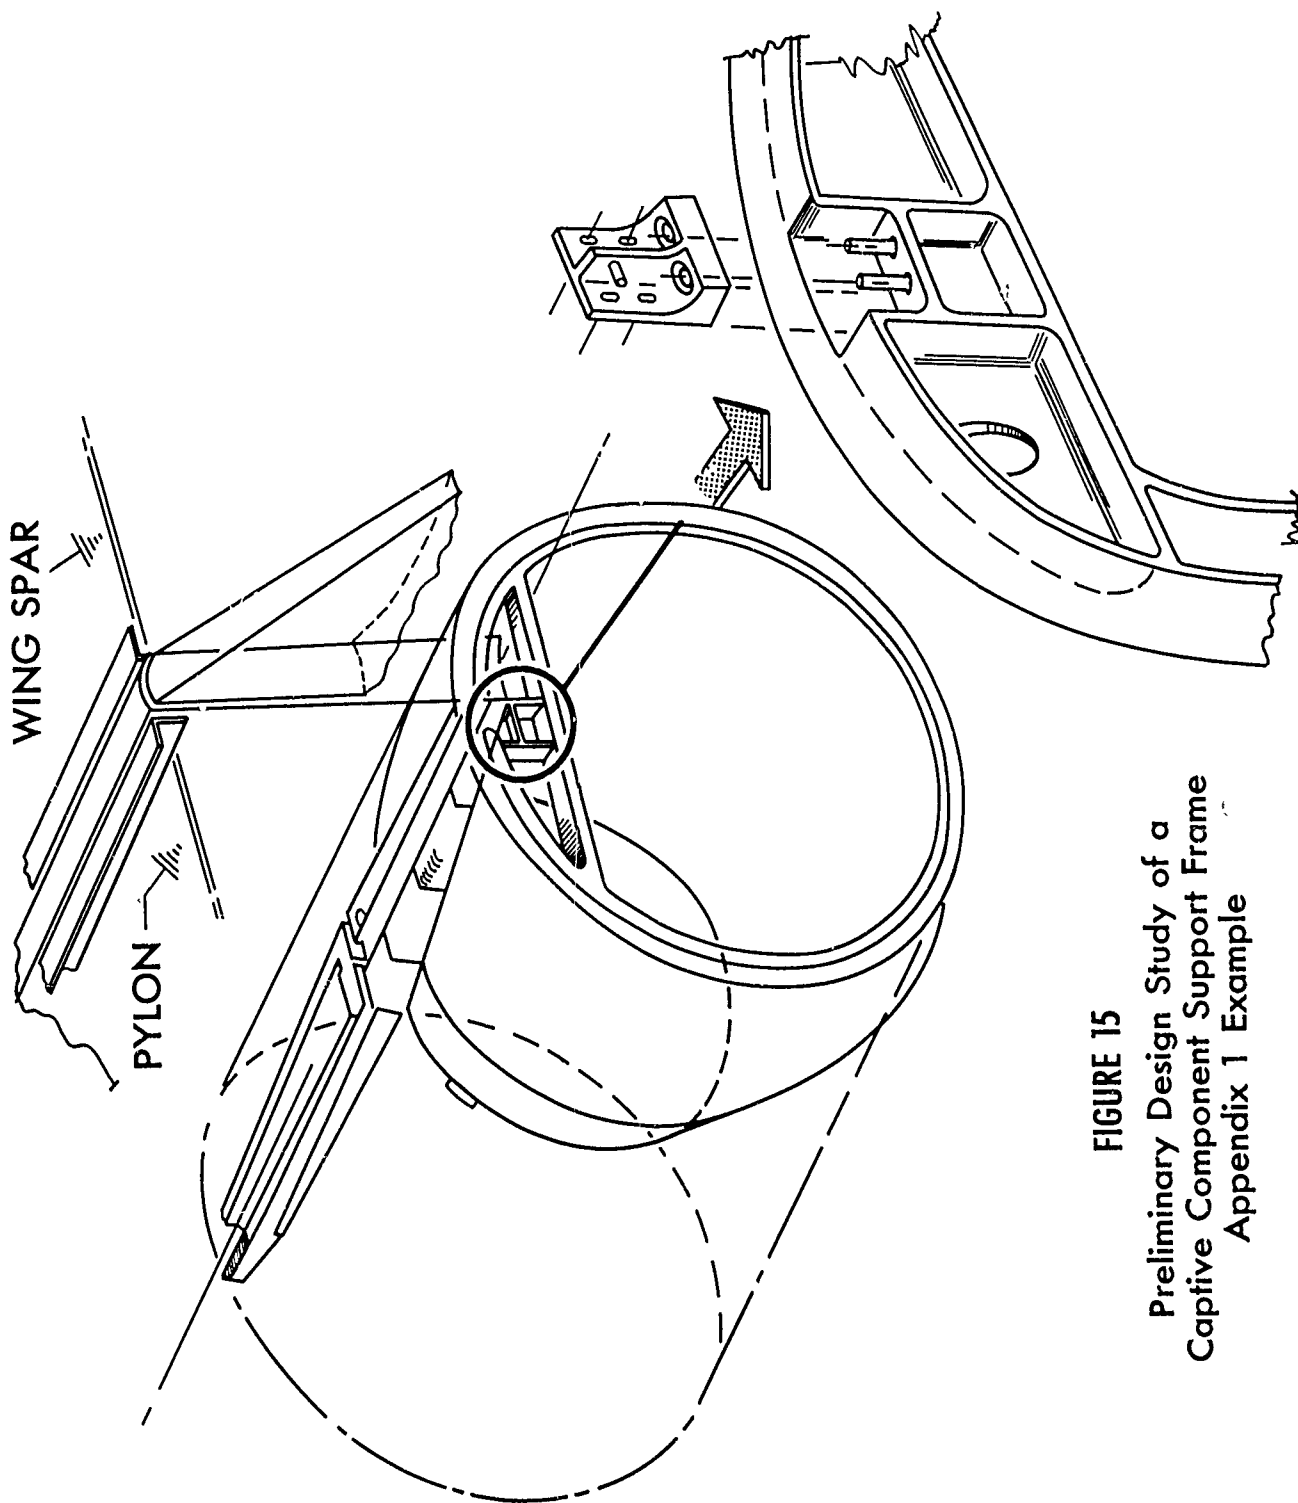 WING SPAR
PYLON
FIGURE 15
Preliminary Design Study of a
Captive Component Support Frame
Appendix 1 Example